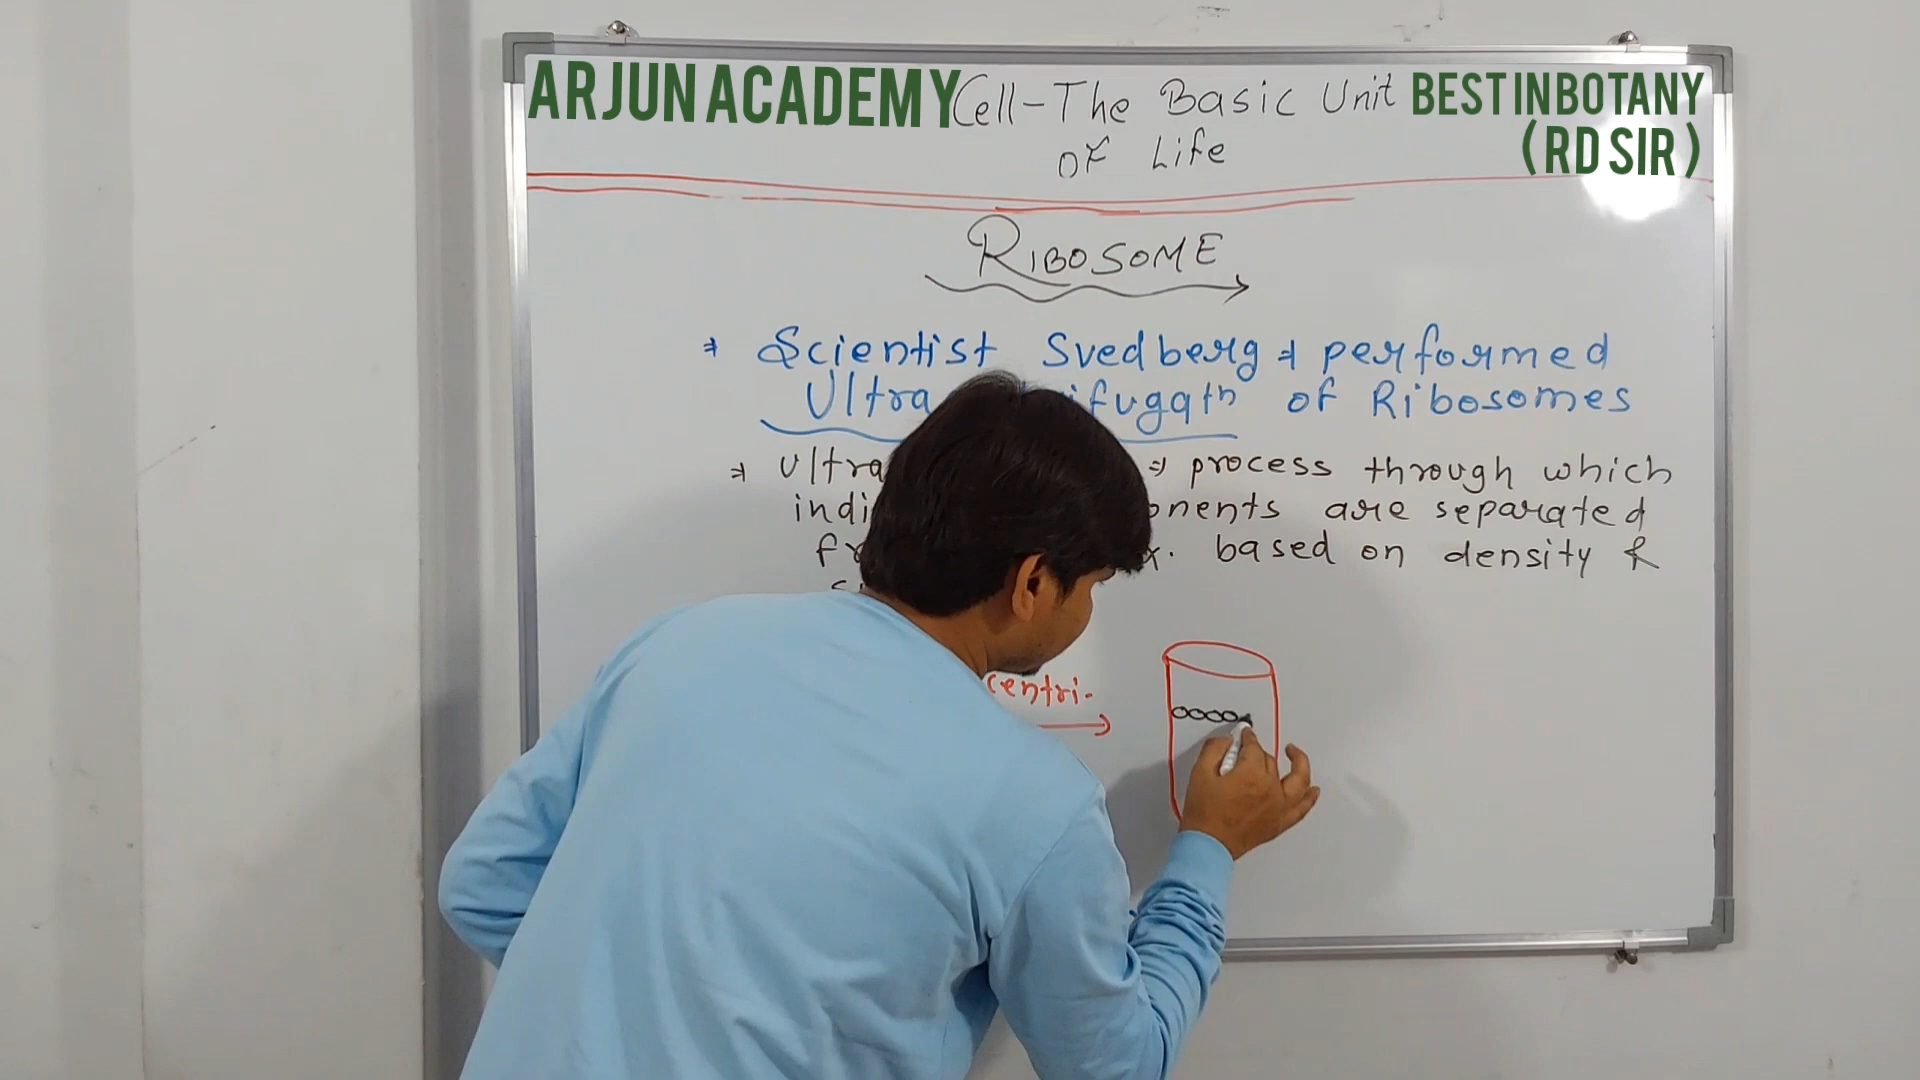 ARJUN ACADEMY
Cell-The Basic Unit
of Life
BEST IN BOTANY
(RD SIR)
RIBOSOME
Scientist Svedberg ⇒ performed
Ultra ifugatn of Ribosomes
⇒ Ultra ⇒ process through which
indi onents are separated
based on density &
centri-